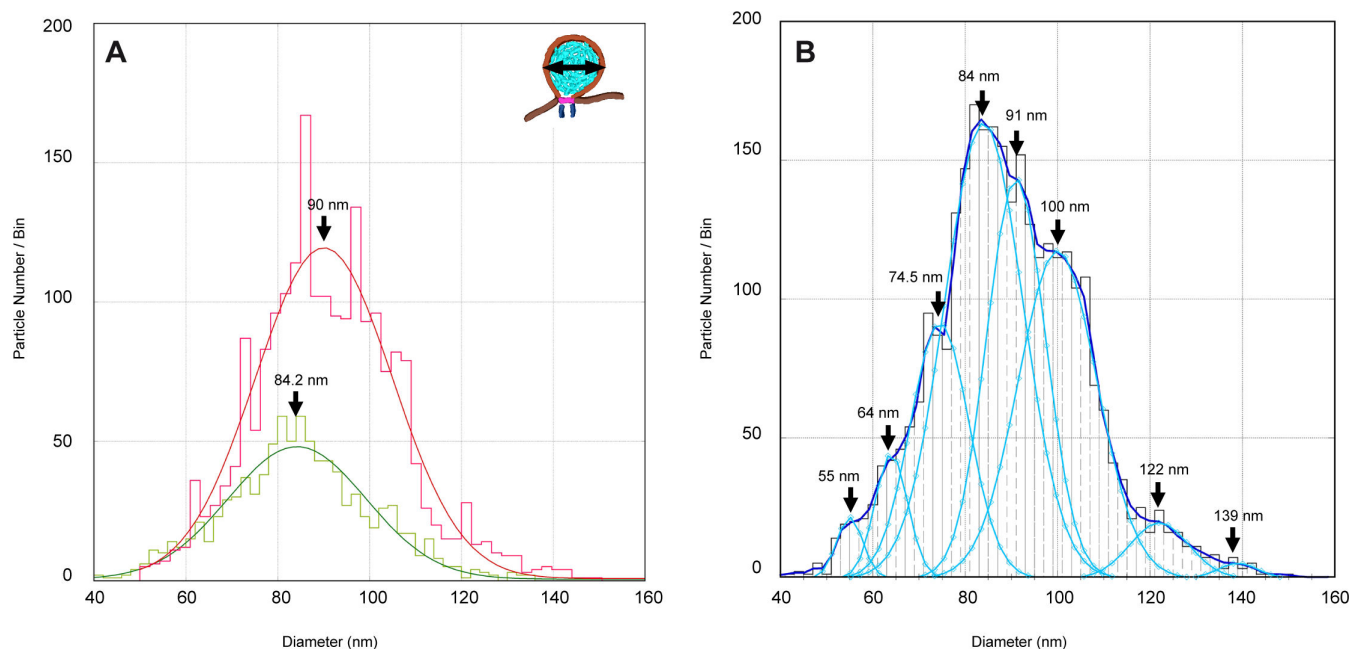 A
200
150
100
50
0
90 nm
84.2 nm
40 60 80 100 120 140 160
Particle Number / Bin
Diameter (nm)
B
200
150
100
50
0
84 nm
91 nm
100 nm
74.5 nm
64 nm
55 nm
122 nm
139 nm
40 60 80 100 120 140 160
Particle Number / Bin
Diameter (nm)